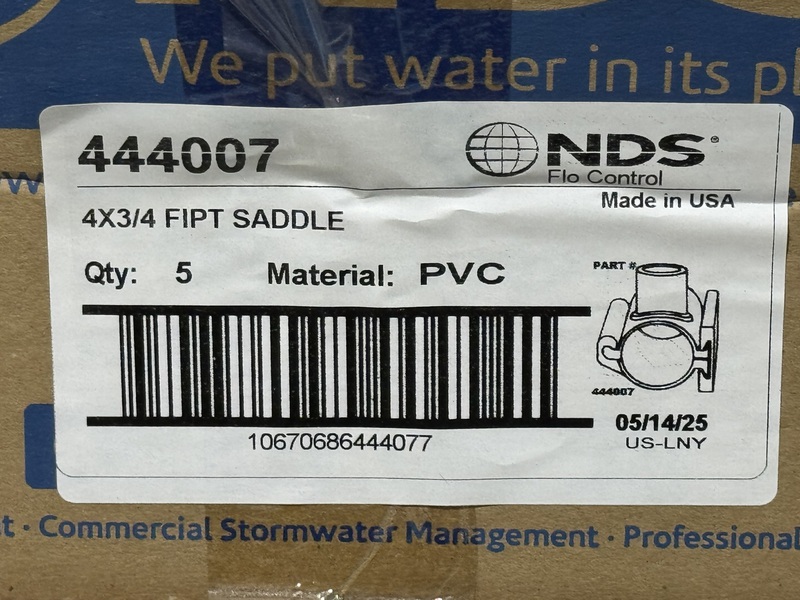 We put water in its pl
444007
NDS®
Flo Control
Made in USA
4X3/4 FIPT SADDLE
Qty: 5 Material: PVC
PART #
444007
10670686444077
05/14/25
US-LNY
t · Commercial Stormwater Management · Professional